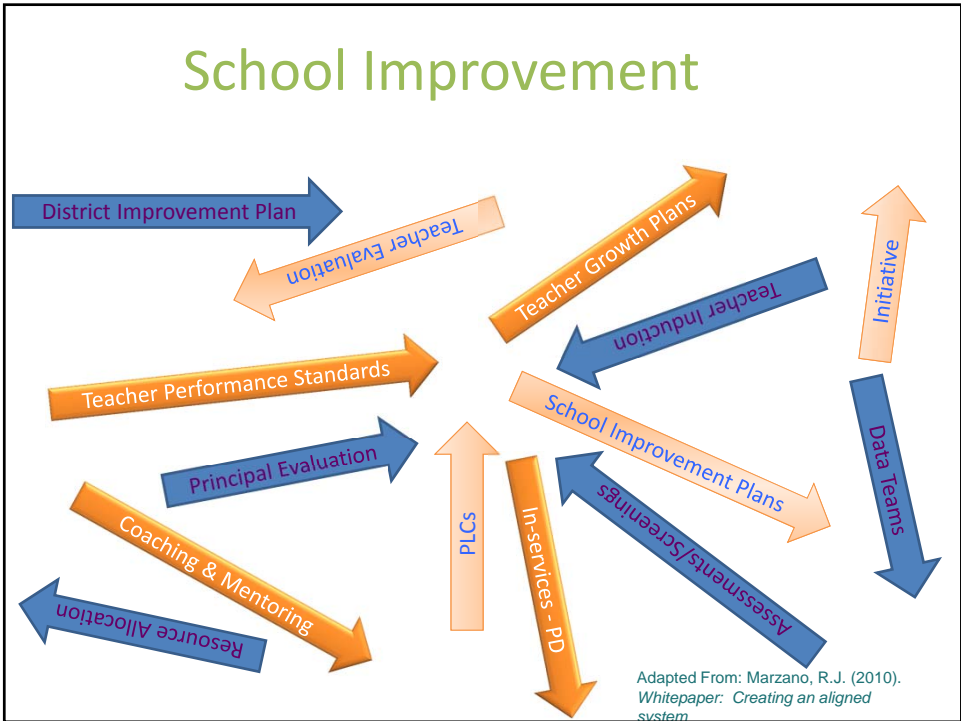 School Improvement
District Improvement Plan
Teacher Evaluation
Teacher Growth Plans
Initiative
Teacher Induction
Teacher Performance Standards
School Improvement Plans
Principal Evaluation
Data Teams
PLCs
In-services - PD
Assessments/Screenings
Coaching & Mentoring
Resource Allocation
Adapted From: Marzano, R.J. (2010).
Whitepaper: Creating an aligned
system